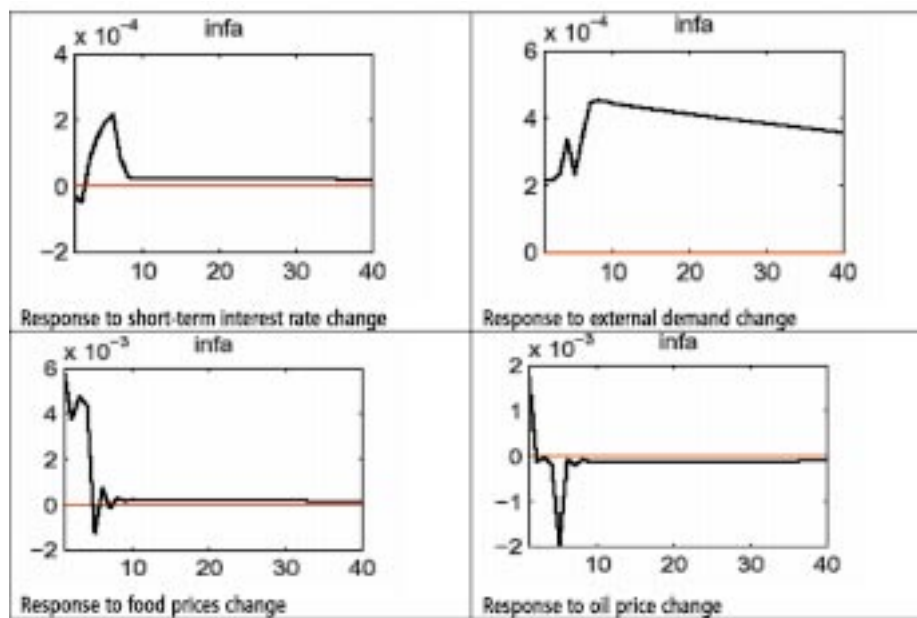 x 10⁻⁴ infa
4
2
0
−2
10 20 30 40
Response to short-term interest rate change
x 10⁻⁴ infa
6
4
2
0
10 20 30 40
Response to external demand change
x 10⁻³ infa
6
4
2
0
−2
10 20 30 40
Response to food prices change
x 10⁻³ infa
2
1
0
−1
−2
10 20 30 40
Response to oil price change